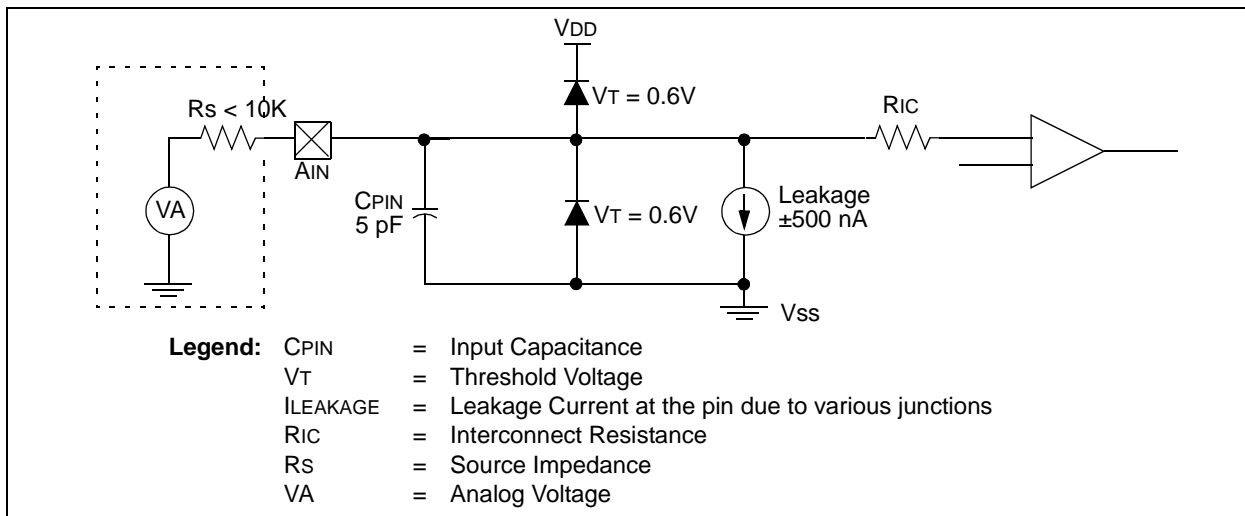 VDD
VT = 0.6V
RS < 10K
RIC
AIN
VA
CPIN
5 pF
VT = 0.6V
Leakage
±500 nA
VSS
Legend: CPIN = Input Capacitance
VT = Threshold Voltage
ILEAKAGE = Leakage Current at the pin due to various junctions
RIC = Interconnect Resistance
RS = Source Impedance
VA = Analog Voltage